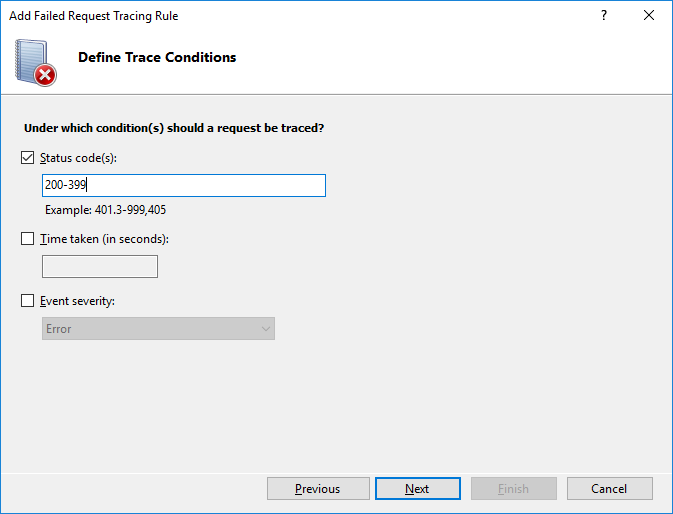 Add Failed Request Tracing Rule
Define Trace Conditions
Under which condition(s) should a request be traced?
Status code(s):
200-399
Example: 401.3-999,405
Time taken (in seconds):
Event severity:
Error
Previous Next Finish Cancel